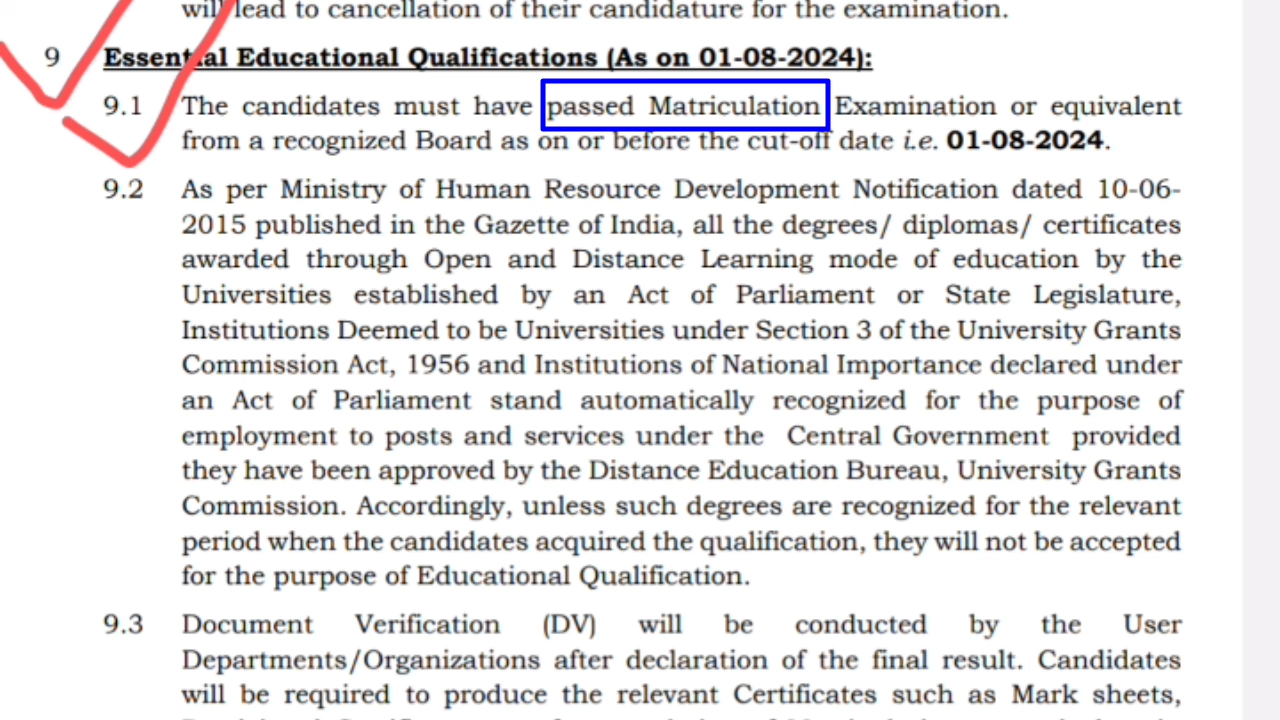 will lead to cancellation of their candidature for the examination.
9 Essential Educational Qualifications (As on 01-08-2024):
9.1 The candidates must have passed Matriculation Examination or equivalent
from a recognized Board as on or before the cut-off date i.e. 01-08-2024.
9.2 As per Ministry of Human Resource Development Notification dated 10-06-
2015 published in the Gazette of India, all the degrees/ diplomas/ certificates
awarded through Open and Distance Learning mode of education by the
Universities established by an Act of Parliament or State Legislature,
Institutions Deemed to be Universities under Section 3 of the University Grants
Commission Act, 1956 and Institutions of National Importance declared under
an Act of Parliament stand automatically recognized for the purpose of
employment to posts and services under the Central Government provided
they have been approved by the Distance Education Bureau, University Grants
Commission. Accordingly, unless such degrees are recognized for the relevant
period when the candidates acquired the qualification, they will not be accepted
for the purpose of Educational Qualification.
9.3 Document Verification (DV) will be conducted by the User
Departments/Organizations after declaration of the final result. Candidates
will be required to produce the relevant Certificates such as Mark sheets,